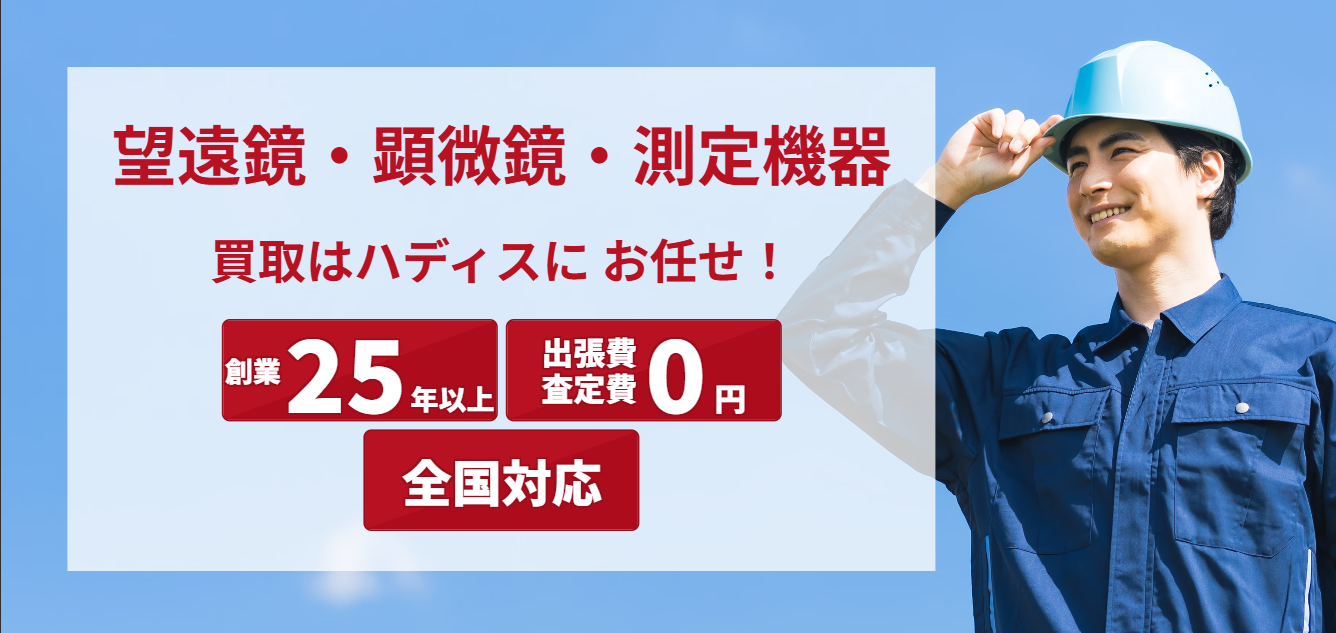 望遠鏡・顕微鏡・測定機器
買取はハディスに お任せ！
創業25年以上
出張費
査定費
0円
全国対応